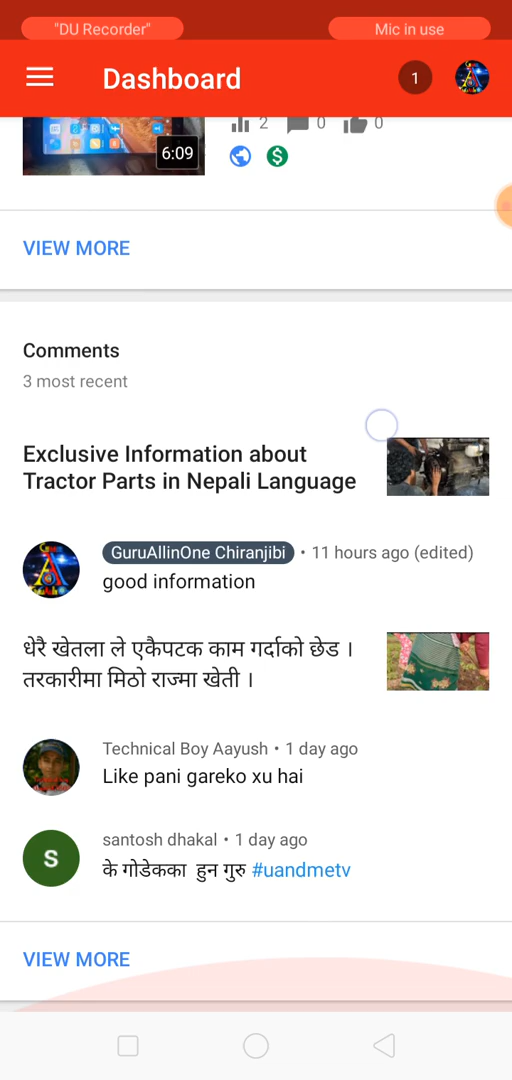 "DU Recorder"
Mic in use
Dashboard
1
2
0
0
6:09
VIEW MORE
Comments
3 most recent
Exclusive Information about
Tractor Parts in Nepali Language
GuruAllinOne Chiranjibi • 11 hours ago (edited)
good information
धेरै खेतला ले एकैपटक काम गर्दाको छेड ।
तरकारीमा मिठो राज्मा खेती ।
Technical Boy Aayush • 1 day ago
Like pani gareko xu hai
S
santosh dhakal • 1 day ago
के गोडेकका हुन गुरु #uandmetv
VIEW MORE